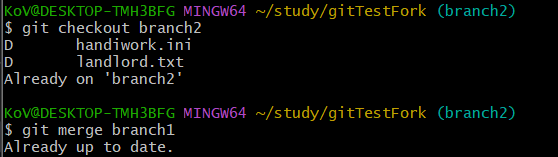 KoV@DESKTOP-TMH3BFG MINGW64 ~/study/gitTestFork (branch2)
$ git checkout branch2
D       handiwork.ini
D       landlord.txt
Already on 'branch2'

KoV@DESKTOP-TMH3BFG MINGW64 ~/study/gitTestFork (branch2)
$ git merge branch1
Already up to date.